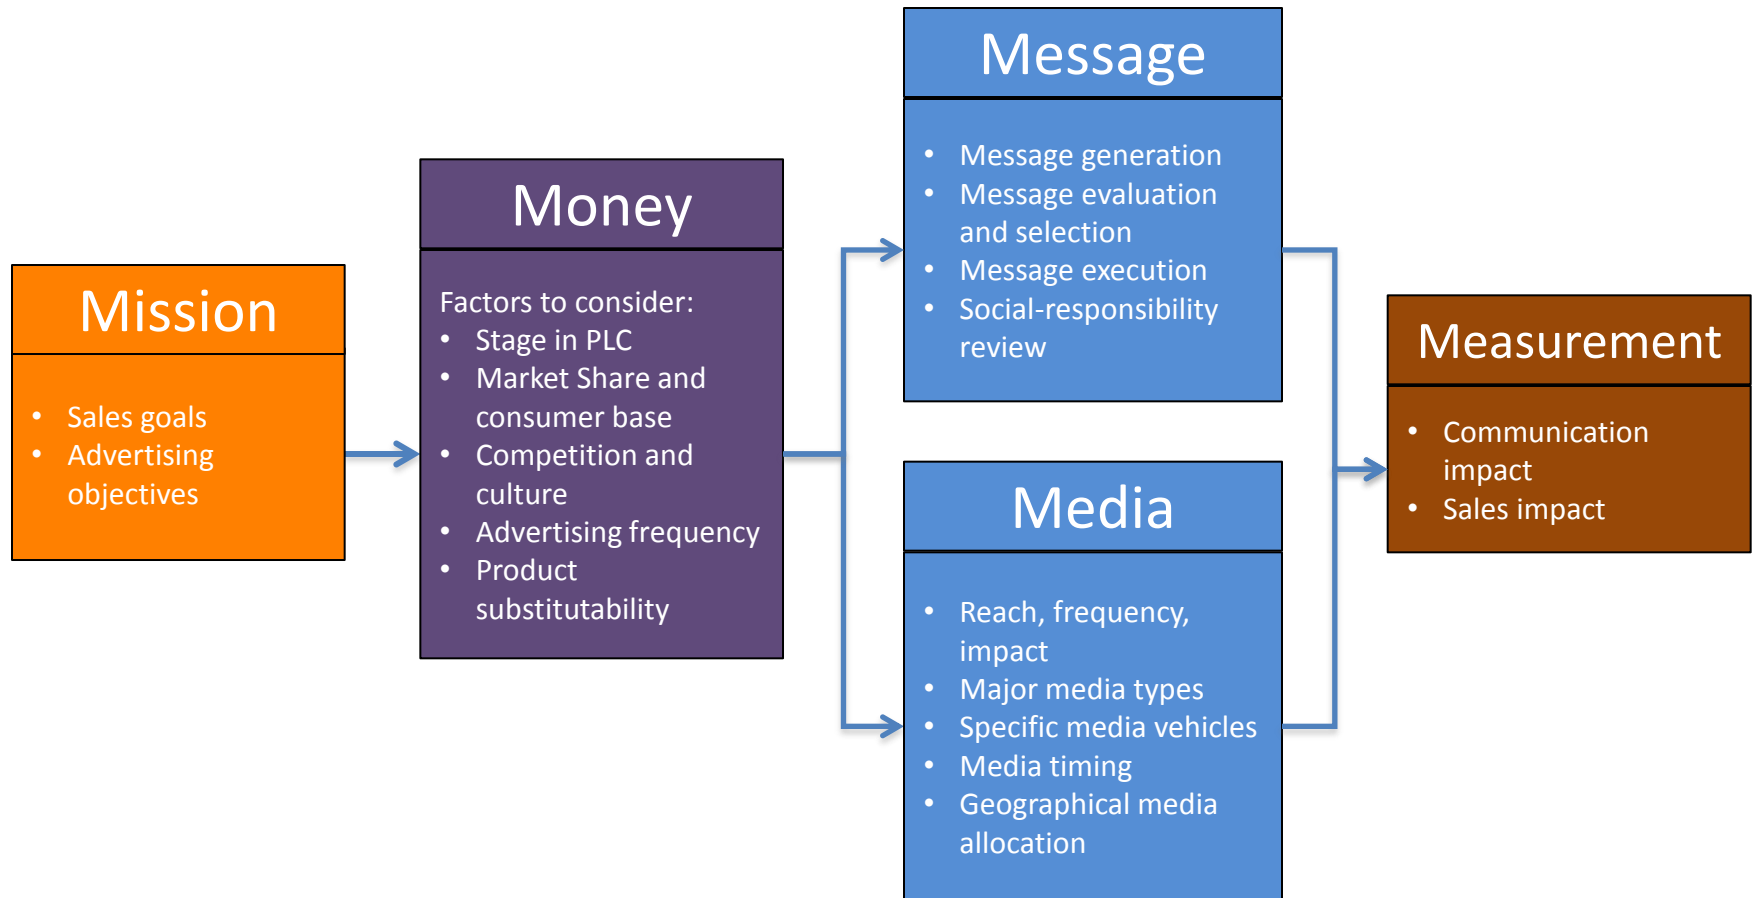 Mission
• Sales goals
• Advertising
objectives
Money
Factors to consider:
• Stage in PLC
• Market Share and
consumer base
• Competition and
culture
• Advertising frequency
• Product
substitutability
Message
• Message generation
• Message evaluation
and selection
• Message execution
• Social-responsibility
review
Media
• Reach, frequency,
impact
• Major media types
• Specific media vehicles
• Media timing
• Geographical media
allocation
Measurement
• Communication
impact
• Sales impact